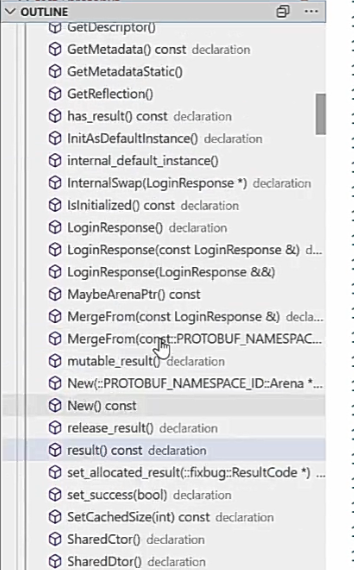 OUTLINE
GetDescriptor()
GetMetadata() const declaration
GetMetadataStatic()
GetReflection()
has_result() const declaration
InitAsDefaultInstance() declaration
internal_default_instance()
InternalSwap(LoginResponse *) declaration
IsInitialized() const declaration
LoginResponse() declaration
LoginResponse(const LoginResponse &) d...
LoginResponse(LoginResponse &&)
MaybeArenaPtr() const
MergeFrom(const LoginResponse &) decla...
MergeFrom(const::PROTOBUF_NAMESPAC...
mutable_result() declaration
New(::PROTOBUF_NAMESPACE_ID::Arena *...
New() const
release_result() declaration
result() const declaration
set_allocated_result(::fixbug::ResultCode *) ...
set_success(bool) declaration
SetCachedSize(int) const declaration
SharedCtor() declaration
SharedDtor() declaration